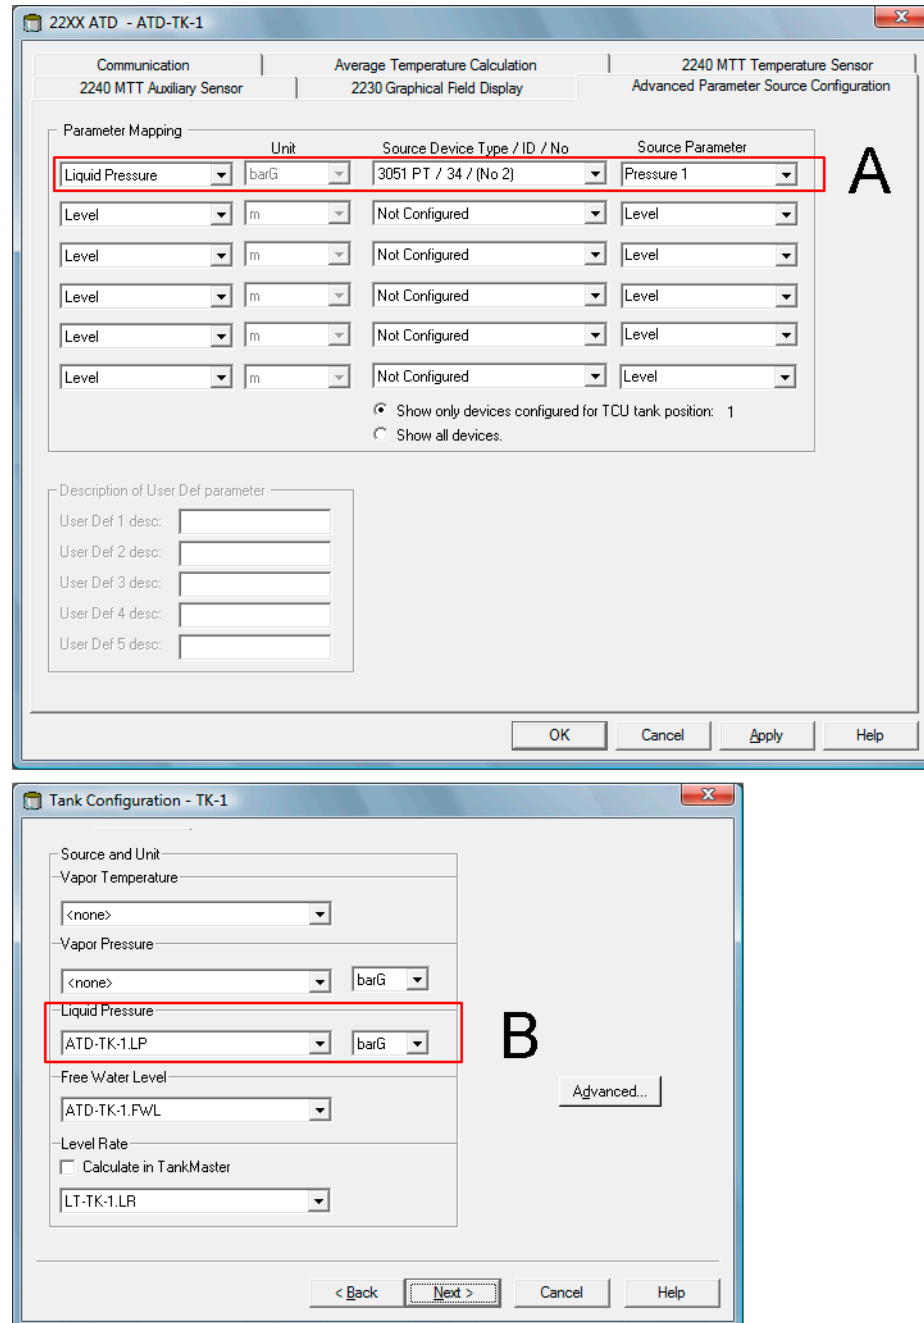 22XX ATD - ATD-TK-1
Communication Average Temperature Calculation 2240 MTT Temperature Sensor
2240 MTT Auxiliary Sensor 2230 Graphical Field Display Advanced Parameter Source Configuration
Parameter Mapping
Unit Source Device Type / ID / No Source Parameter
Liquid Pressure barG 3051 PT / 34 / (No 2) Pressure 1 A
Level m Not Configured Level
Level m Not Configured Level
Level m Not Configured Level
Level m Not Configured Level
Level m Not Configured Level
Show only devices configured for TCU tank position: 1
Show all devices.
Description of User Def parameter
User Def 1 desc:
User Def 2 desc:
User Def 3 desc:
User Def 4 desc:
User Def 5 desc:
OK Cancel Apply Help
Tank Configuration - TK-1
Source and Unit
Vapor Temperature
<none>
Vapor Pressure
<none> barG
Liquid Pressure
ATD-TK-1.LP barG B
Free Water Level
ATD-TK-1.FWL Advanced...
Level Rate
Calculate in TankMaster
LT-TK-1.LR
< Back Next > Cancel Help